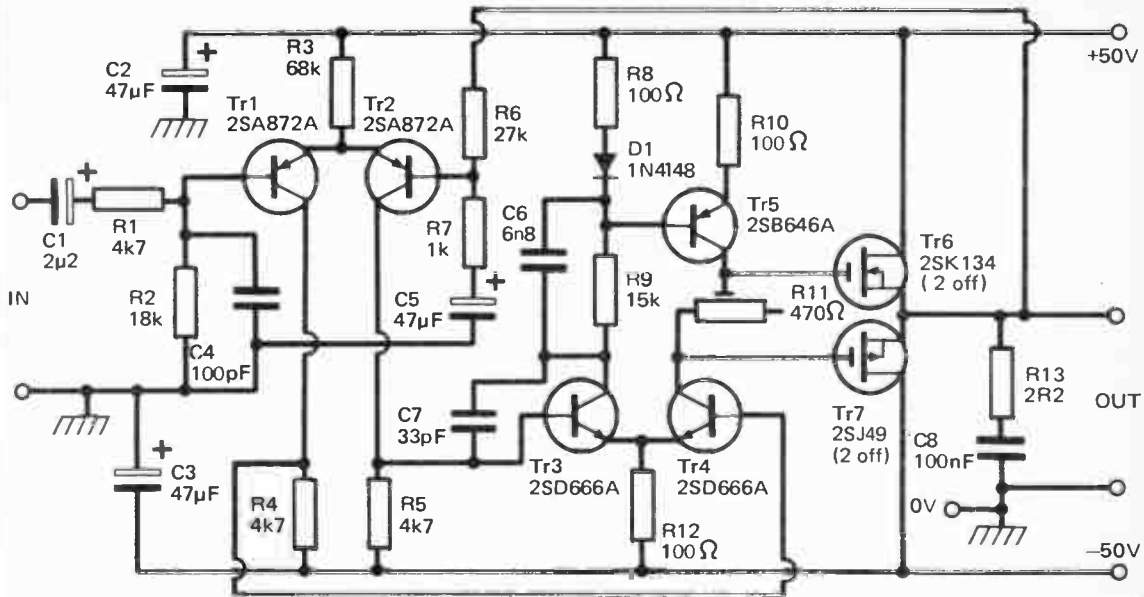 +
C2
47µF
R3
68k
Tr1
2SA872A
Tr2
2SA872A
R6
27k
R8
100Ω
R10
100Ω
+50V
D1
1N4148
+
C1
2µ2
R1
4k7
R7
1k
C6
6n8
Tr5
2SB646A
Tr6
2SK134
(2 off)
IN
R2
18k
C4
100pF
+
C5
47µF
R9
15k
R11
470Ω
C7
33pF
Tr7
2SJ49
(2 off)
R13
2R2
OUT
C8
100nF
+
C3
47µF
R4
4k7
R5
4k7
Tr3
2SD666A
Tr4
2SD666A
R12
100Ω
0V
–50V